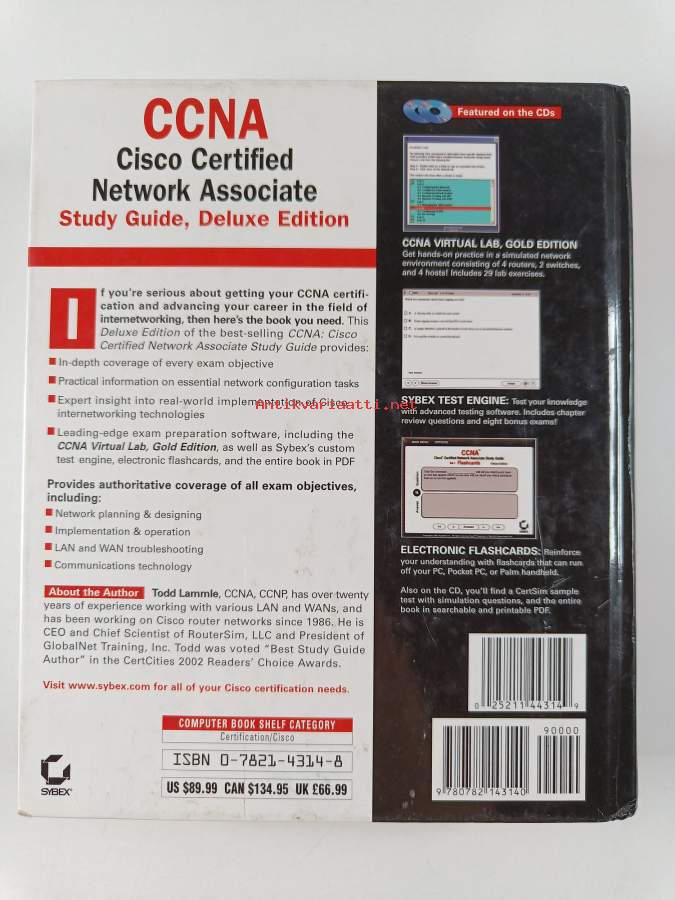 CCNA
Cisco Certified
Network Associate
Study Guide, Deluxe Edition
If you're serious about getting your CCNA certifi-
cation and advancing your career in the field of
internetworking, then here's the book you need. This
Deluxe Edition of the best-selling CCNA: Cisco
Certified Network Associate Study Guide provides:
In-depth coverage of every exam objective
Practical information on essential network configuration tasks
Expert insight into real-world implementation of Cisco
internetworking technologies
Leading-edge exam preparation software, including the
CCNA Virtual Lab, Gold Edition, as well as Sybex's custom
test engine, electronic flashcards, and the entire book in PDF
Provides authoritative coverage of all exam objectives,
including:
Network planning & designing
Implementation & operation
LAN and WAN troubleshooting
Communications technology
About the Author Todd Lammle, CCNA, CCNP, has over twenty
years of experience working with various LAN and WANs, and
has been working on Cisco router networks since 1986. He is
CEO and Chief Scientist of RouterSim, LLC and President of
GlobalNet Training, Inc. Todd was voted "Best Study Guide
Author" in the CertCities 2002 Readers' Choice Awards.
Visit www.sybex.com for all of your Cisco certification needs.
COMPUTER BOOK SHELF CATEGORY
Certification/Cisco
ISBN 0-7821-4314-8
US $89.99 CAN $134.95 UK £66.99
SYBEX
Featured on the CDs
CCNA VIRTUAL LAB, GOLD EDITION
Get hands-on practice in a simulated network
environment consisting of 4 routers, 2 switches,
and 4 hosts! Includes 29 lab exercises.
SYBEX TEST ENGINE: Test your knowledge
with advanced testing software. Includes chapter
review questions and eight bonus exams!
CCNA
Cisco Certified Network Associate Study Guide
Flashcards
Question
Answer
SYBEX
ELECTRONIC FLASHCARDS: Reinforce
your understanding with flashcards that can run
off your PC, Pocket PC, or Palm handheld.
Also on the CD, you'll find a CertSim sample
test with simulation questions, and the entire
book in searchable and printable PDF.
0 25211 44314 9
90000
9 780782 143140
Antikvariaatti.net